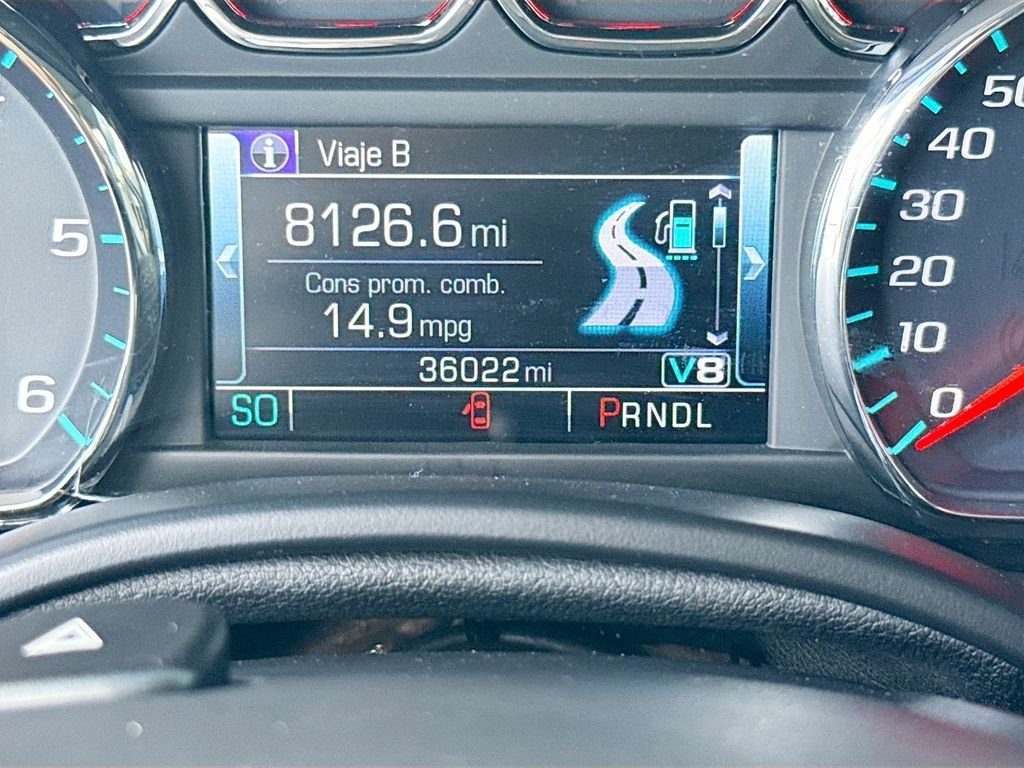 Viaje B
8126.6 mi
Cons prom. comb.
14.9 mpg
36022 mi
V8
SO
PRNDL
5
6
50
40
30
20
10
0